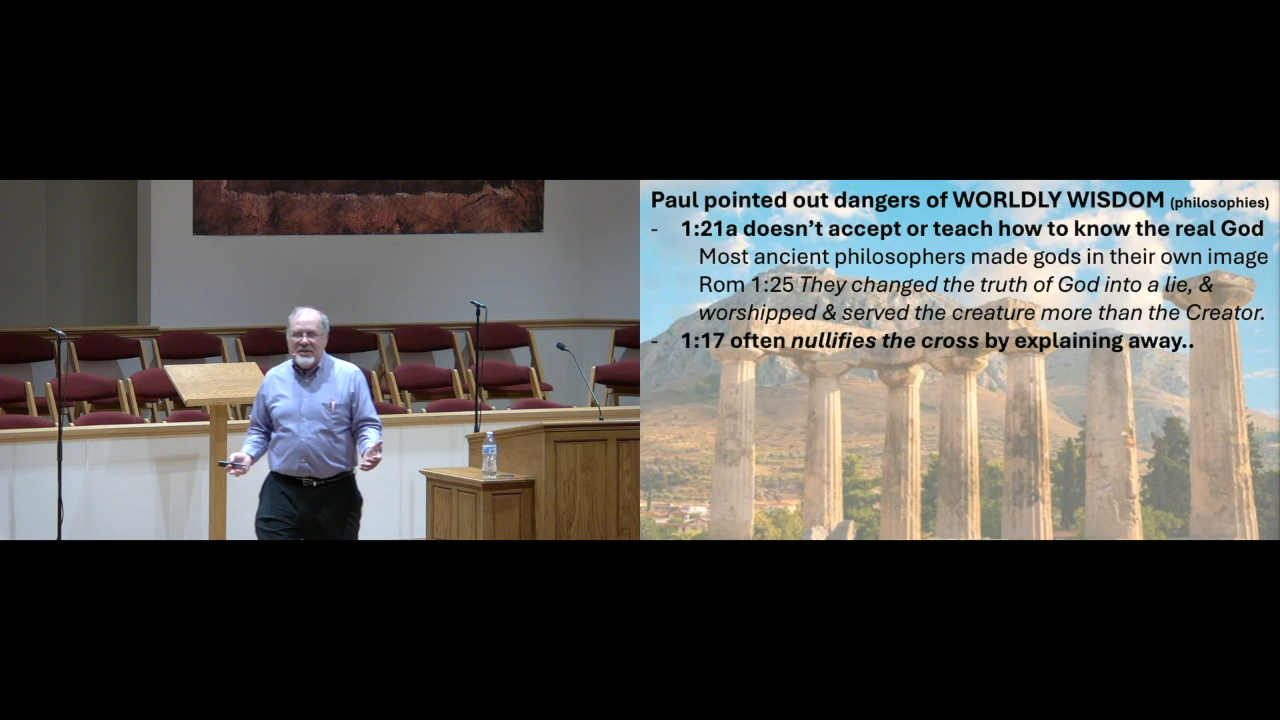 Paul pointed out dangers of WORLDLY WISDOM (philosophies)
- 1:21a doesn’t accept or teach how to know the real God
Most ancient philosophers made gods in their own image
Rom 1:25 They changed the truth of God into a lie, &
worshipped & served the creature more than the Creator.
- 1:17 often nullifies the cross by explaining away..